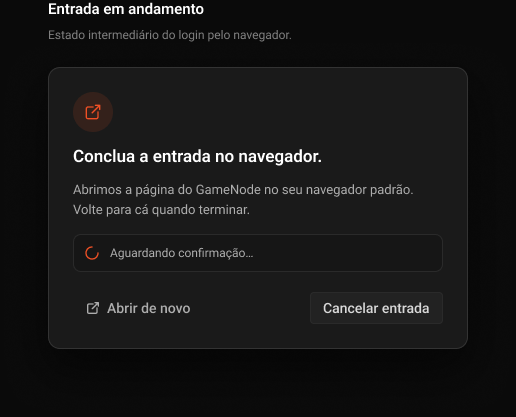 Entrada em andamento
Estado intermediário do login pelo navegador.
Conclua a entrada no navegador.
Abrimos a página do GameNode no seu navegador padrão.
Volte para cá quando terminar.
Aguardando confirmação…
Abrir de novo
Cancelar entrada